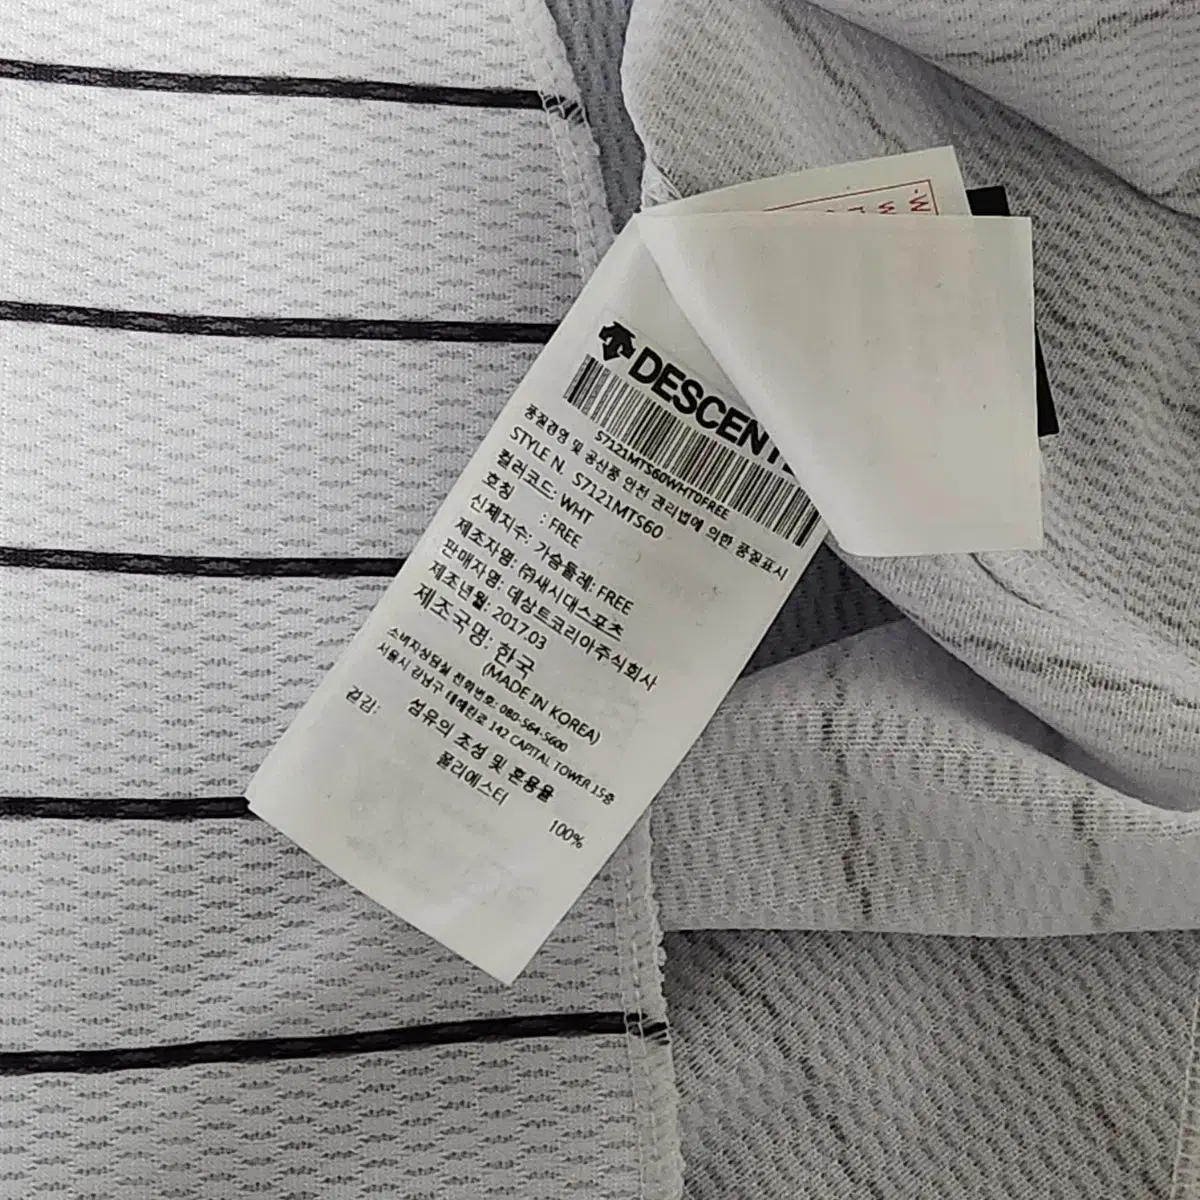 DESCENTE
S7121MTS60WHT0FREE
품질경영 및 공산품 안전 관리법에 의한 품질표시
STYLE N. S7121MTS60
컬러코드: WHT
호칭 : FREE
신체치수: 가슴둘레: FREE
제조자명: ㈜새시대스포츠
판매자명: 데상트코리아주식회사
제조년월: 2017.03
제조국명: 한국
(MADE IN KOREA)
소비자상담실 전화번호: 080-564-5600
서울시 강남구 테헤란로 142 CAPITAL TOWER 15층
섬유의 조성 및 혼용율
겉감: 폴리에스터 100%